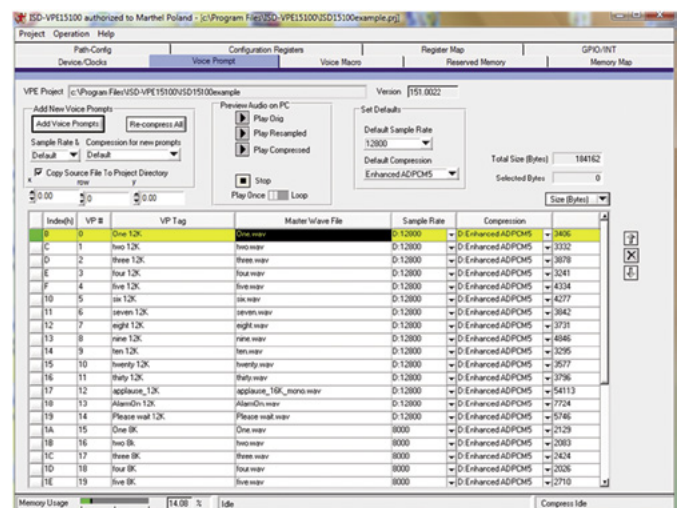 ISD-VPE15100 authorized to Marthel Poland - [c:\Program Files\ISD-VPE15100\ISD15100example.prj]
Project Operation Help
Path-Config Configuration Registers Register Map GPIO/INT
Device/Clocks Voice Prompt Voice Macro Reserved Memory Memory Map
VPE Project c:\Program Files\ISD-VPE15100\ISD15100example Version 151.0022
Add New Voice Prompts Preview Audio on PC Set Defaults
Add Voice Prompts Re-compress All Play Orig
Play Resampled Default Sample Rate
Sample Rate & Compression for new prompts Play Compressed 12800
Default Default Default Compression Total Size (Bytes) 184162
Copy Source File To Project Directory Stop Enhanced ADPCM5 Selected Bytes 0
x row y Play Once Loop
0.00 0 0.00 Size (Bytes)
Index(h) VP # VP Tag Master Wave File Sample Rate Compression
B 0 One 12K One.wav D:12800 D:Enhanced ADPCM5 3406
C 1 two 12K two.wav D:12800 D:Enhanced ADPCM5 3332
D 2 three 12K three.wav D:12800 D:Enhanced ADPCM5 3878
E 3 four 12K four.wav D:12800 D:Enhanced ADPCM5 3241
F 4 five 12K five.wav D:12800 D:Enhanced ADPCM5 4334
10 5 six 12K six.wav D:12800 D:Enhanced ADPCM5 4277
11 6 seven 12K seven.wav D:12800 D:Enhanced ADPCM5 3842
12 7 eight 12K eight.wav D:12800 D:Enhanced ADPCM5 3731
13 8 nine 12K nine.wav D:12800 D:Enhanced ADPCM5 4846
14 9 ten 12K ten.wav D:12800 D:Enhanced ADPCM5 3295
15 10 twenty 12K twenty.wav D:12800 D:Enhanced ADPCM5 3577
16 11 thirty 12K thirty.wav D:12800 D:Enhanced ADPCM5 3796
17 12 applause_12K applause_16K_mono.wav D:12800 D:Enhanced ADPCM5 54113
18 13 AlarmOn 12K AlarmOn.wav D:12800 D:Enhanced ADPCM5 7724
19 14 Please wait 12K Please wait.wav D:12800 D:Enhanced ADPCM5 5746
1A 15 One 8K One.wav 8000 D:Enhanced ADPCM5 2129
1B 16 two 8k two.wav 8000 D:Enhanced ADPCM5 2083
1C 17 three 8K three.wav 8000 D:Enhanced ADPCM5 2424
1D 18 four 8K four.wav 8000 D:Enhanced ADPCM5 2026
1E 19 five 8K five.wav 8000 D:Enhanced ADPCM5 2710
Memory Usage 14.08 % Idle Compress Idle